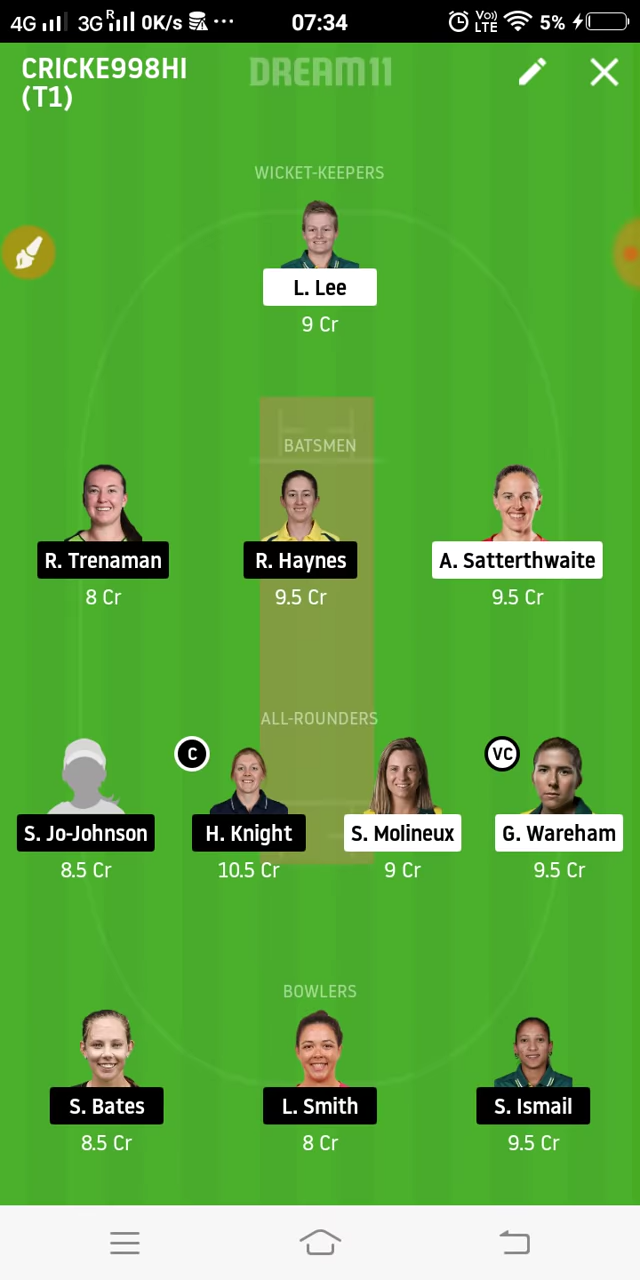 4G 3G R 0K/s ... 07:34 Vo) LTE 5%
CRICKE998HI
(T1)
DREAM11
WICKET-KEEPERS
L. Lee
9 Cr
BATSMEN
R. Trenaman R. Haynes A. Satterthwaite
8 Cr 9.5 Cr 9.5 Cr
ALL-ROUNDERS
C VC
S. Jo-Johnson H. Knight S. Molineux G. Wareham
8.5 Cr 10.5 Cr 9 Cr 9.5 Cr
BOWLERS
S. Bates L. Smith S. Ismail
8.5 Cr 8 Cr 9.5 Cr